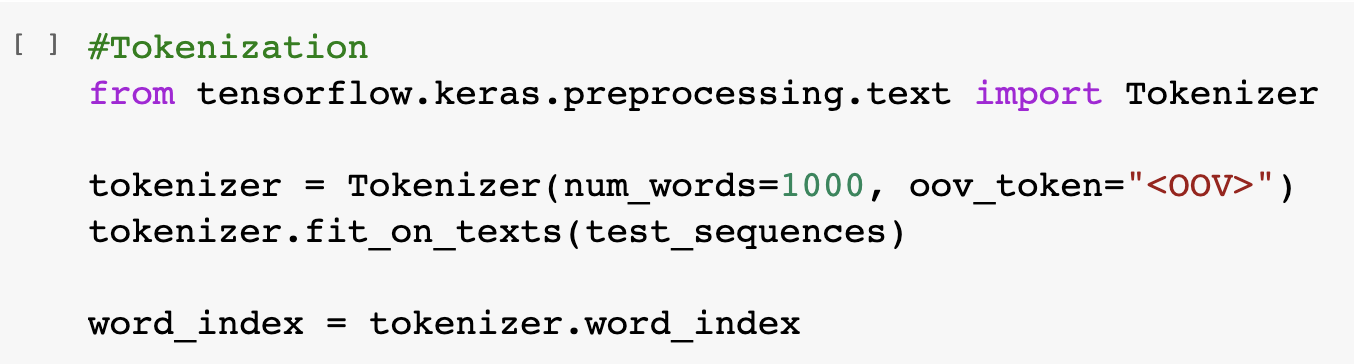 [ ] #Tokenization
from tensorflow.keras.preprocessing.text import Tokenizer
tokenizer = Tokenizer(num_words=1000, oov_token="<OOV>")
tokenizer.fit_on_texts(test_sequences)
word_index = tokenizer.word_index